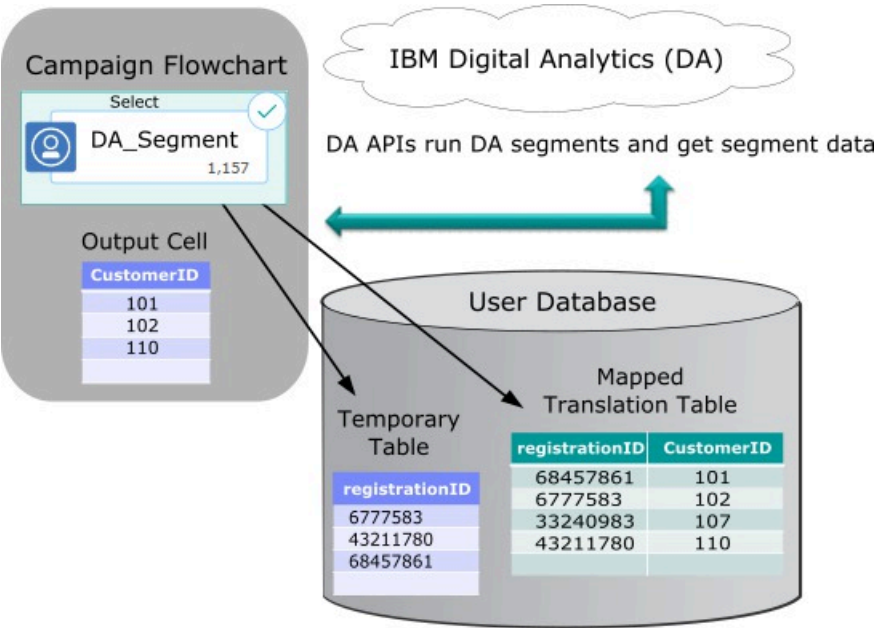 Campaign Flowchart
Select
DA_Segment
1,157
Output Cell
CustomerID
101
102
110
IBM Digital Analytics (DA)
DA APIs run DA segments and get segment data
User Database
Temporary
Table
registrationID
6777583
43211780
68457861
Mapped
Translation Table
registrationID CustomerID
68457861 101
6777583 102
33240983 107
43211780 110